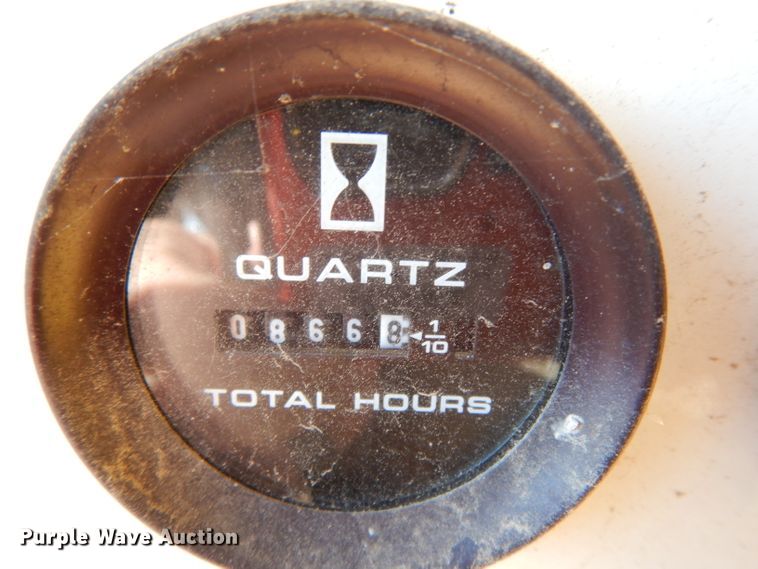 QUARTZ
08668 1/10
TOTAL HOURS
Purple Wave Auction